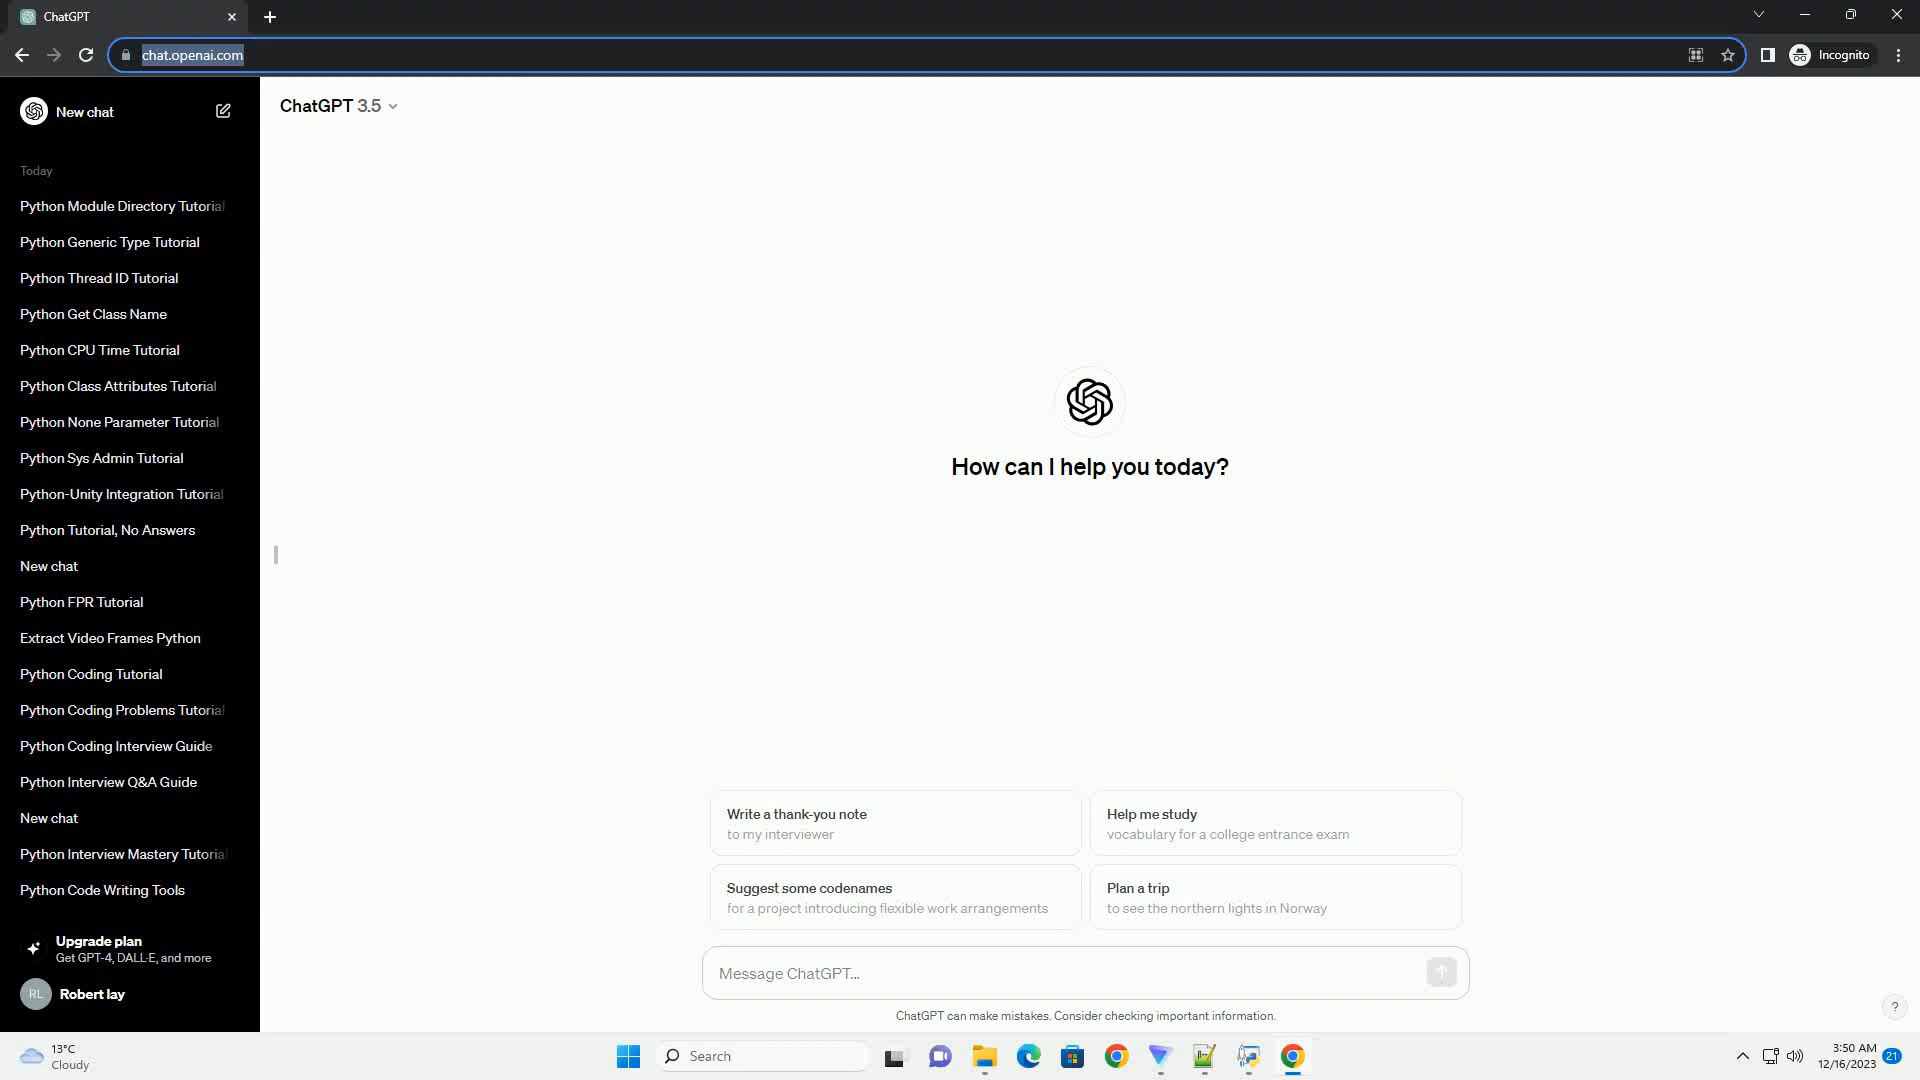 ChatGPT
chat.openai.com
Incognito
New chat
ChatGPT 3.5
Today
Python Module Directory Tutorial
Python Generic Type Tutorial
Python Thread ID Tutorial
Python Get Class Name
Python CPU Time Tutorial
Python Class Attributes Tutorial
Python None Parameter Tutorial
Python Sys Admin Tutorial
Python-Unity Integration Tutorial
Python Tutorial, No Answers
New chat
Python FPR Tutorial
Extract Video Frames Python
Python Coding Tutorial
Python Coding Problems Tutorial
Python Coding Interview Guide
Python Interview Q&A Guide
New chat
Python Interview Mastery Tutorial
Python Code Writing Tools
Upgrade plan
Get GPT-4, DALL·E, and more
RL
Robert lay
How can I help you today?
Write a thank-you note
to my interviewer
Help me study
vocabulary for a college entrance exam
Suggest some codenames
for a project introducing flexible work arrangements
Plan a trip
to see the northern lights in Norway
Message ChatGPT...
ChatGPT can make mistakes. Consider checking important information.
?
13°C
Cloudy
Search
3:50 AM
12/16/2023
21